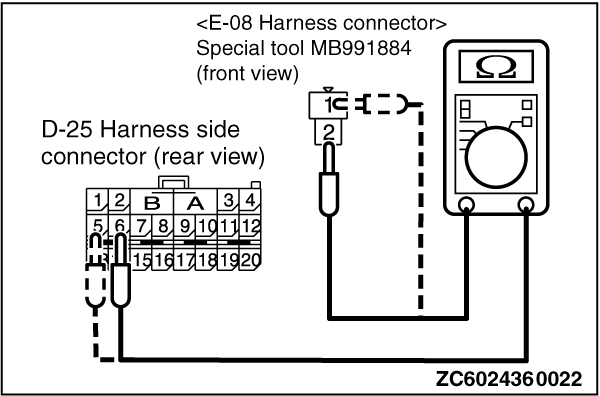 <E-08 Harness connector>
Special tool MB991884
(front view)
Ω
1
2
D-25 Harness side
connector (rear view)
1 2 B A 3 4
5 6 7 8 9 10 11 12
15 16 17 18 19 20
ZC6024360022